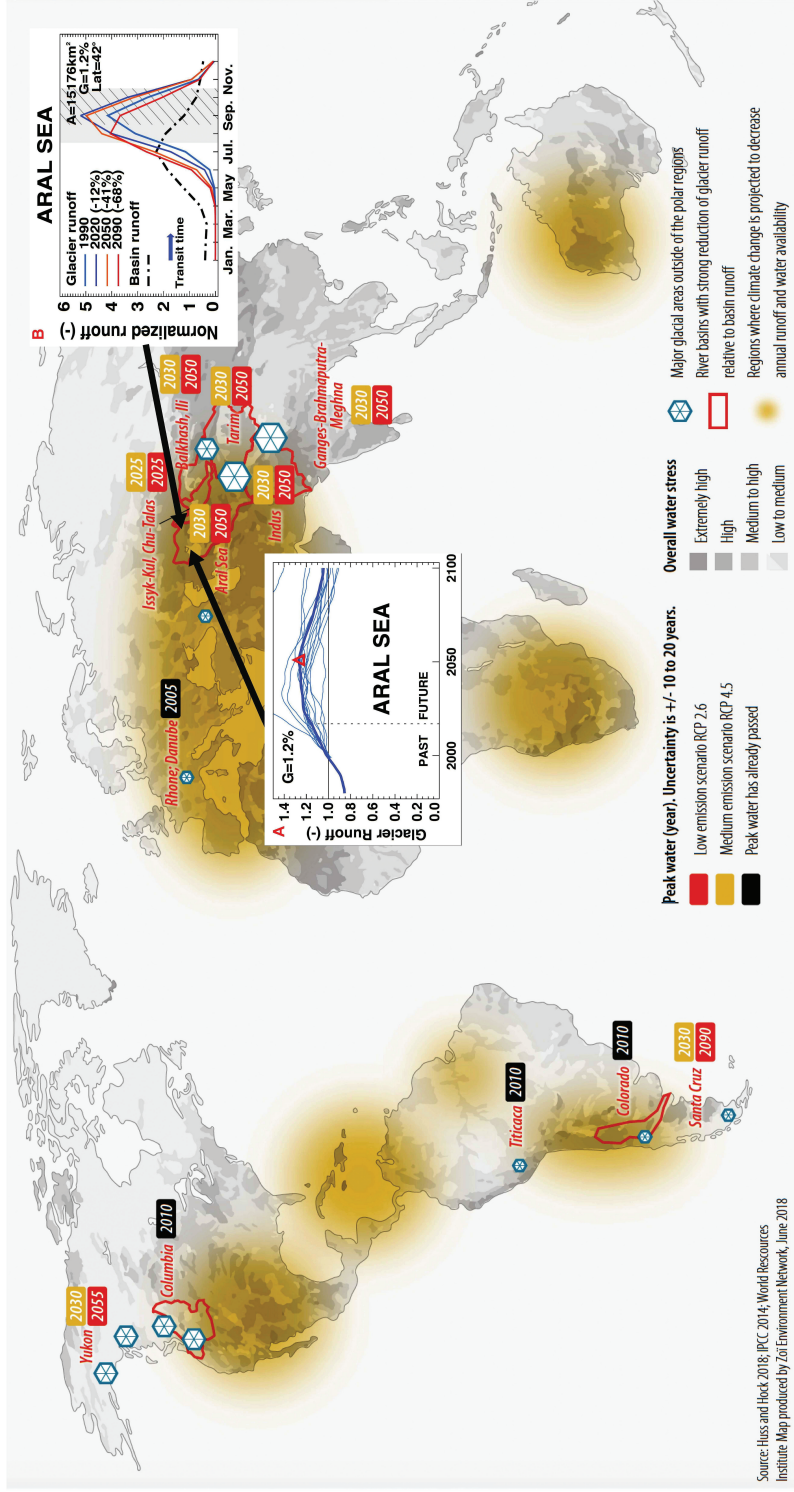 Yukon
2030
2055
Columbia
2010
Titicaca
2010
Colorado
2010
Santa Cruz
2030
2090
Rhone; Danube
2005
Issyk-Kul, Chu-Talas
2025
2025
Balkhash, Ili
2030
2050
Aral Sea
2030
2050
Tarim
2030
2050
Indus
2030
2050
Ganges-Brahmaputra-
Meghna
2030
2050
A
G=1.2%
Glacier Runoff (-)
1.4
1.2
1.0
0.8
0.6
0.4
0.2
0.0
ARAL SEA
PAST
FUTURE
2000
2050
2100
B
ARAL SEA
A=15176km²
G=1.2%
Lat=42°
Glacier runoff
1990
2020 (-12%)
2050 (-41%)
2090 (-68%)
Basin runoff
Transit time
Normalized runoff (-)
6
5
4
3
2
1
0
Jan. Mar. May Jul. Sep. Nov.
Peak water (year). Uncertainty is +/- 10 to 20 years.
Low emission scenario RCP 2.6
Medium emission scenario RCP 4.5
Peak water has already passed
Overall water stress
Extremely high
High
Medium to high
Low to medium
Major glacial areas outside of the polar regions
River basins with strong reduction of glacier runoff
relative to basin runoff
Regions where climate change is projected to decrease
annual runoff and water availability
Source: Huss and Hock 2018; IPCC 2014; World Rescources
Institute Map produced by Zoï Environment Network, June 2018